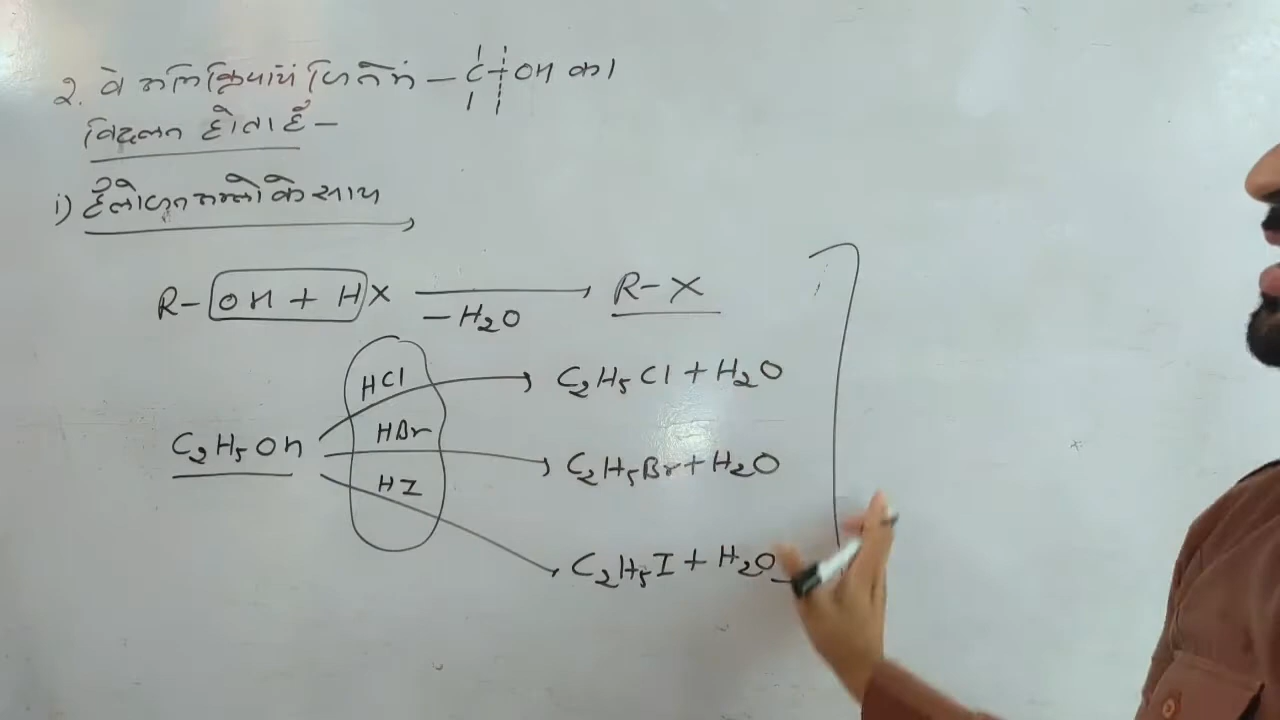 2. वे अभिक्रियायें जिनमें – C – OH का
विदलन होता है –
i) हैलोजन अम्लो के साथ
R – OH + HX → R – X
– H₂O
HCl C₂H₅Cl + H₂O
HBr
C₂H₅OH C₂H₅Br + H₂O
HI
C₂H₅I + H₂O